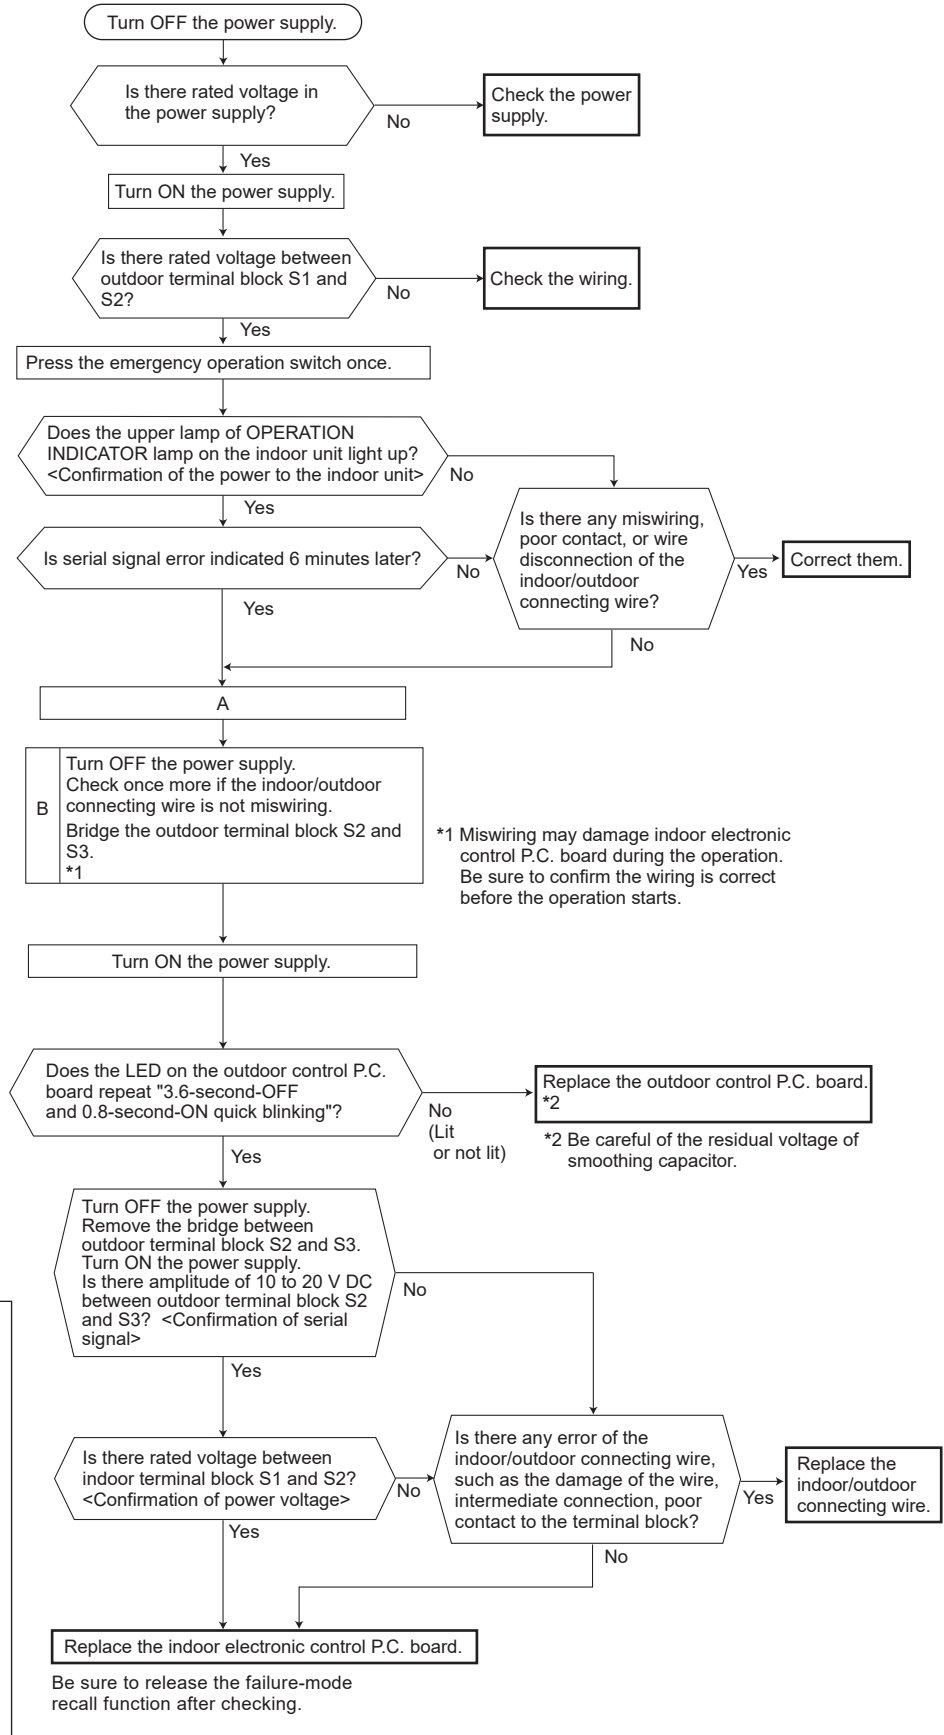 Turn OFF the power supply.
Is there rated voltage in
the power supply?
No
Check the power
supply.
Yes
Turn ON the power supply.
Is there rated voltage between
outdoor terminal block S1 and
S2?
No
Check the wiring.
Yes
Press the emergency operation switch once.
Does the upper lamp of OPERATION
INDICATOR lamp on the indoor unit light up?
<Confirmation of the power to the indoor unit>
No
Yes
Is serial signal error indicated 6 minutes later?
No
Is there any miswiring,
poor contact, or wire
disconnection of the
indoor/outdoor
connecting wire?
Yes
Correct them.
Yes
No
A
B
Turn OFF the power supply.
Check once more if the indoor/outdoor
connecting wire is not miswiring.
Bridge the outdoor terminal block S2 and
S3.
*1
*1 Miswiring may damage indoor electronic
control P.C. board during the operation.
Be sure to confirm the wiring is correct
before the operation starts.
Turn ON the power supply.
Does the LED on the outdoor control P.C.
board repeat "3.6-second-OFF
and 0.8-second-ON quick blinking"?
No
(Lit
or not lit)
Replace the outdoor control P.C. board.
*2
*2 Be careful of the residual voltage of
smoothing capacitor.
Yes
Turn OFF the power supply.
Remove the bridge between
outdoor terminal block S2 and S3.
Turn ON the power supply.
Is there amplitude of 10 to 20 V DC
between outdoor terminal block S2
and S3? <Confirmation of serial
signal>
No
Yes
Is there rated voltage between
indoor terminal block S1 and S2?
<Confirmation of power voltage>
No
Is there any error of the
indoor/outdoor connecting wire,
such as the damage of the wire,
intermediate connection, poor
contact to the terminal block?
Yes
Replace the
indoor/outdoor
connecting wire.
Yes
No
Replace the indoor electronic control P.C. board.
Be sure to release the failure-mode
recall function after checking.